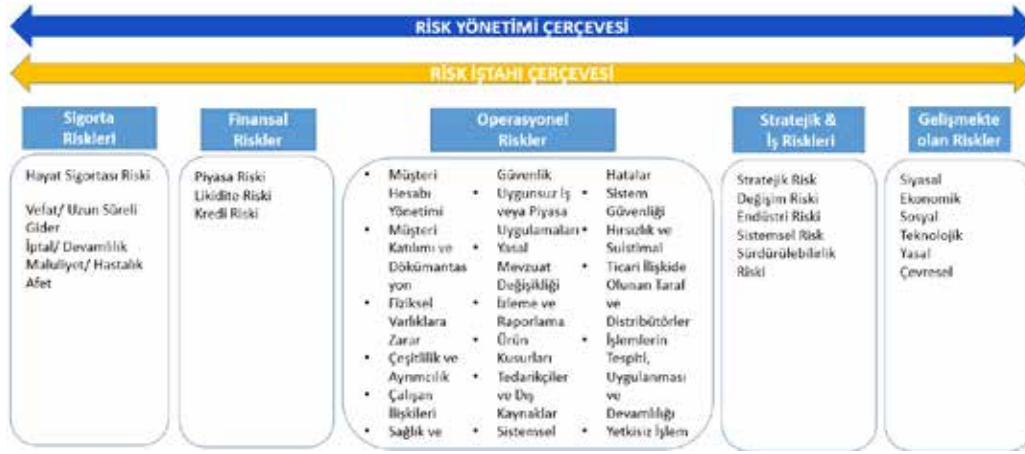 RİSK YÖNETİMİ ÇERÇEVESİ
RİSK İŞTAHI ÇERÇEVESİ
Sigorta
Riskleri
Hayat Sigortası Riski
Vefat/ Uzun Süreli
Gider
İptal/ Devamlılık
Maluliyet/ Hastalık
Afet
Finansal
Riskler
Piyasa Riski
Likidite Riski
Kredi Riski
Operasyonel
Riskler
• Müşteri
Hesabı
Yönetimi
• Müşteri
Katılımı ve
Dökümantas
yon
• Fiziksel
Varlıklara
Zarar
• Çeşitlilik ve
Ayrımcılık
• Çalışan
İlişkileri
• Sağlık ve
Güvenlik
• Uygunsuz İş
veya Piyasa
Uygulamaları
• Yasal
Mevzuat
Değişikliği
• İzleme ve
Raporlama
• Ürün
Kusurları
• Tedarikçiler
ve Dış
Kaynaklar
• Sistemsel
Hatalar
• Sistem
Güvenliği
• Hırsızlık ve
Suistimal
• Ticari İlişkide
Olunan Taraf
ve
Distribütörler
• İşlemlerin
Tespiti,
Uygulanması
ve
Devamlılığı
• Yetkisiz İşlem
Stratejik &
İş Riskleri
Stratejik Risk
Değişim Riski
Endüstri Riski
Sistemsel Risk
Sürdürülebilirlik
Riski
Gelişmekte
olan Riskler
Siyasal
Ekonomik
Sosyal
Teknolojik
Yasal
Çevresel